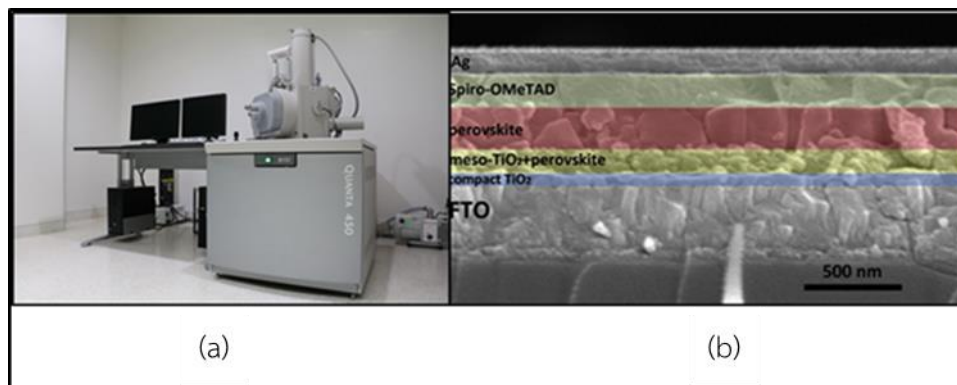 QUANTA 450
Ag
Spiro-OMeTAD
perovskite
meso-TiO₂+perovskite
compact TiO₂
FTO
500 nm
(a)
(b)